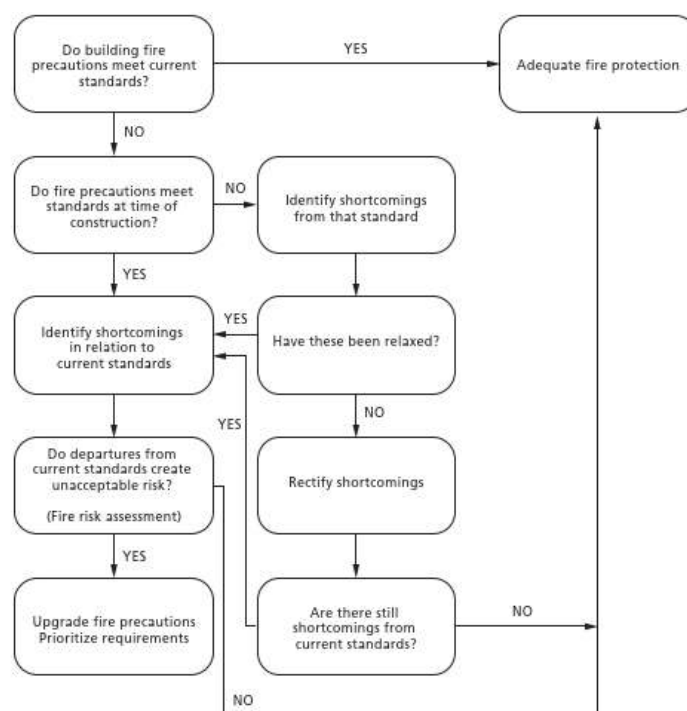 Do building fire
precautions meet current
standards?
YES
Adequate fire protection
NO
Do fire precautions meet
standards at time of
construction?
NO
Identify shortcomings
from that standard
YES
Identify shortcomings
in relation to
current standards
YES
Have these been relaxed?
YES
NO
Do departures from
current standards create
unacceptable risk?
(Fire risk assessment)
Rectify shortcomings
YES
Upgrade fire precautions
Prioritize requirements
Are there still
shortcomings from
current standards?
NO
NO